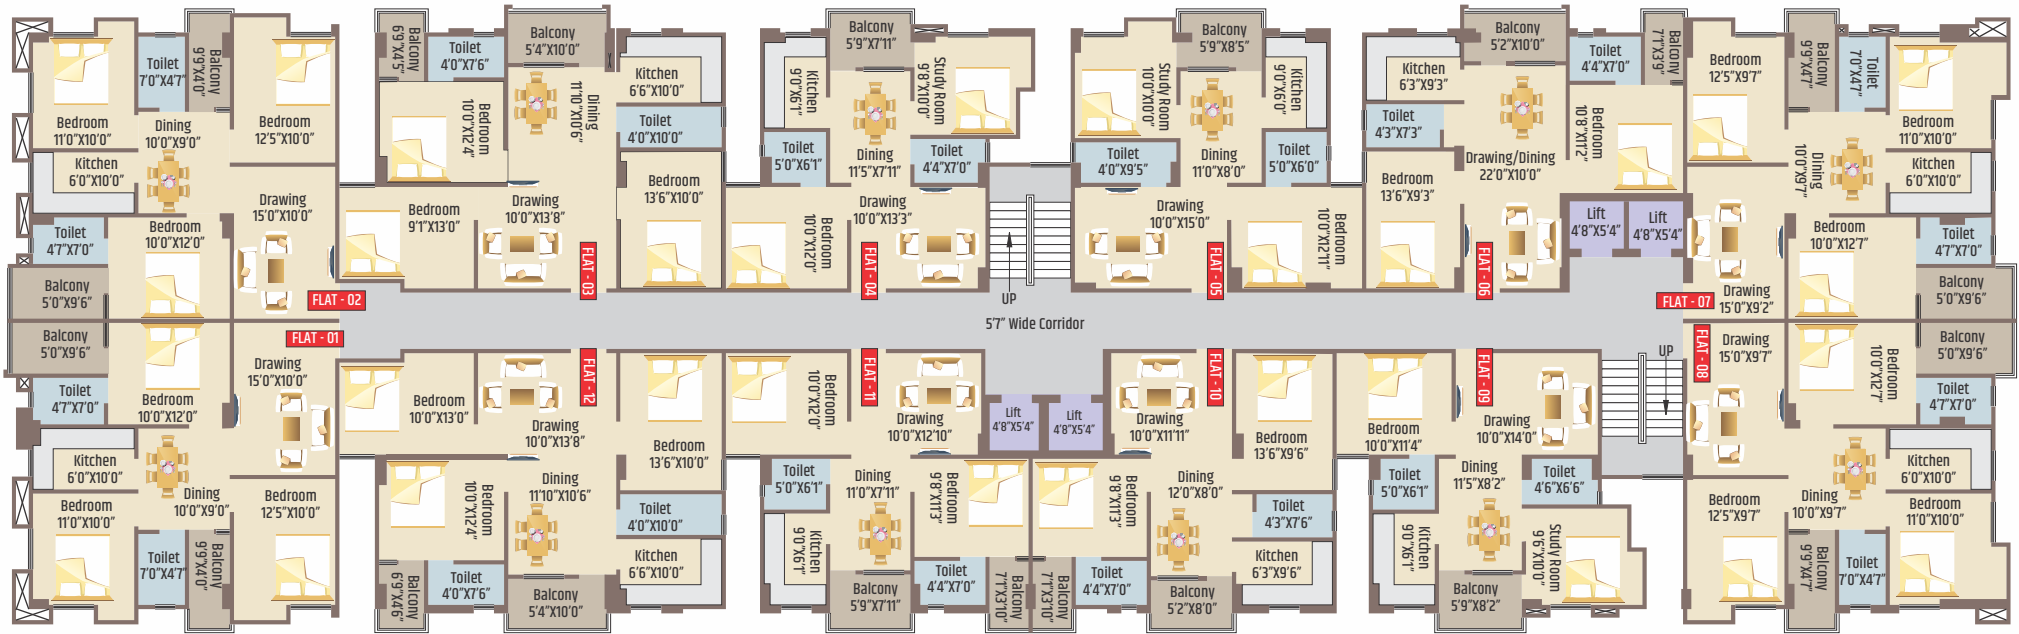 Bedroom
11'0"X10'0"
Toilet
7'0"X4'7"
Balcony
9'9"X4'0"
Bedroom
12'5"X10'0"
Dining
10'0"X9'0"
Kitchen
6'0"X10'0"
Drawing
15'0"X10'0"
Toilet
4'7"X7'0"
Bedroom
10'0"X12'0"
Balcony
5'0"X9'6"
FLAT - 02
Balcony
6'9"X4'5"
Toilet
4'0"X7'6"
Balcony
5'4"X10'0"
Kitchen
6'6"X10'0"
Bedroom
10'0"X12'4"
Dining
11'10"X10'6"
Toilet
4'0"X10'0"
Bedroom
13'6"X10'0"
Bedroom
9'1"X13'0"
Drawing
10'0"X13'8"
FLAT - 03
Balcony
5'9"X7'11"
Kitchen
9'0"X6'1"
Study Room
9'8"X10'0"
Toilet
5'0"X6'1"
Dining
11'5"X7'11"
Toilet
4'4"X7'0"
Bedroom
10'0"X12'0"
Drawing
10'0"X13'3"
FLAT - 04
UP
5'7" Wide Corridor
Balcony
5'9"X8'5"
Study Room
10'0"X10'0"
Kitchen
9'0"X6'0"
Toilet
4'0"X9'5"
Dining
11'0"X8'0"
Toilet
5'0"X6'0"
Drawing
10'0"X15'0"
Bedroom
10'0"X12'11"
FLAT - 05
Balcony
5'2"X10'0"
Kitchen
6'3"X9'3"
Toilet
4'4"X7'0"
Balcony
7'1"X3'9"
Toilet
4'3"X7'3"
Bedroom
10'8"X11'2"
Drawing/Dining
22'0"X10'0"
Bedroom
13'6"X9'3"
Lift
4'8"X5'4"
Lift
4'8"X5'4"
FLAT - 06
Bedroom
12'5"X9'7"
Balcony
9'9"X4'7"
Toilet
7'0"X4'7"
Bedroom
11'0"X10'0"
Dining
10'0"X9'7"
Kitchen
6'0"X10'0"
Bedroom
10'0"X12'7"
Toilet
4'7"X7'0"
Drawing
15'0"X9'2"
Balcony
5'0"X9'6"
FLAT - 07
FLAT - 01
Balcony
5'0"X9'6"
Drawing
15'0"X10'0"
Toilet
4'7"X7'0"
Bedroom
10'0"X12'0"
Kitchen
6'0"X10'0"
Dining
10'0"X9'0"
Bedroom
12'5"X10'0"
Bedroom
11'0"X10'0"
Toilet
7'0"X4'7"
Balcony
9'9"X4'0"
FLAT - 12
Bedroom
10'0"X13'0"
Drawing
10'0"X13'8"
Bedroom
13'6"X10'0"
Bedroom
10'0"X12'4"
Dining
11'10"X10'6"
Toilet
4'0"X10'0"
Kitchen
6'6"X10'0"
Balcony
6'9"X4'6"
Toilet
4'0"X7'6"
Balcony
5'4"X10'0"
FLAT - 11
Bedroom
10'0"X12'0"
Drawing
10'0"X12'10"
Toilet
5'0"X6'1"
Dining
11'0"X7'11"
Bedroom
9'8"X11'3"
Kitchen
9'0"X6'1"
Balcony
5'9"X7'11"
Toilet
4'4"X7'0"
Balcony
7'1"X3'10"
Lift
4'8"X5'4"
Lift
4'8"X5'4"
FLAT - 10
Drawing
10'0"X11'11"
Bedroom
13'6"X9'6"
Bedroom
9'8"X11'3"
Dining
12'0"X8'0"
Toilet
4'3"X7'6"
Kitchen
6'3"X9'6"
Balcony
7'1"X3'10"
Toilet
4'4"X7'0"
Balcony
5'2"X8'0"
FLAT - 09
Bedroom
10'0"X11'4"
Drawing
10'0"X14'0"
Toilet
5'0"X6'1"
Dining
11'5"X8'2"
Toilet
4'6"X6'6"
Kitchen
9'0"X6'1"
Study Room
9'6"X10'0"
Balcony
5'9"X8'2"
UP
FLAT - 08
Drawing
15'0"X9'7"
Bedroom
10'0"X12'7"
Balcony
5'0"X9'6"
Toilet
4'7"X7'0"
Kitchen
6'0"X10'0"
Bedroom
12'5"X9'7"
Dining
10'0"X9'7"
Bedroom
11'0"X10'0"
Balcony
9'9"X4'7"
Toilet
7'0"X4'7"